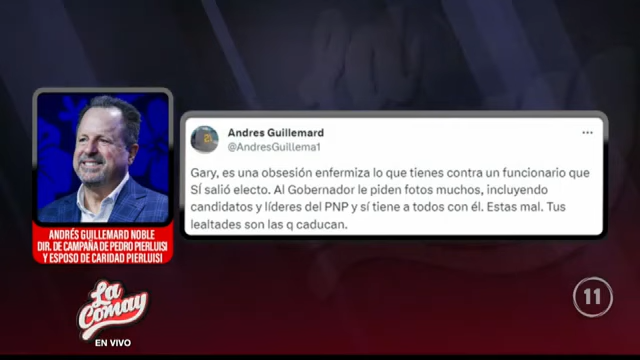 Andres Guillemard
@AndresGuillema1
Gary, es una obsesión enfermiza lo que tienes contra un funcionario que
SÍ salió electo. Al Gobernador le piden fotos muchos, incluyendo
candidatos y líderes del PNP y sí tiene a todos con él. Estas mal. Tus
lealtades son las q caducan.
ANDRÉS GUILLEMARD NOBLE
DIR. DE CAMPAÑA DE PEDRO PIERLUISI
Y ESPOSO DE CARIDAD PIERLUISI
La
Comay
EN VIVO
11